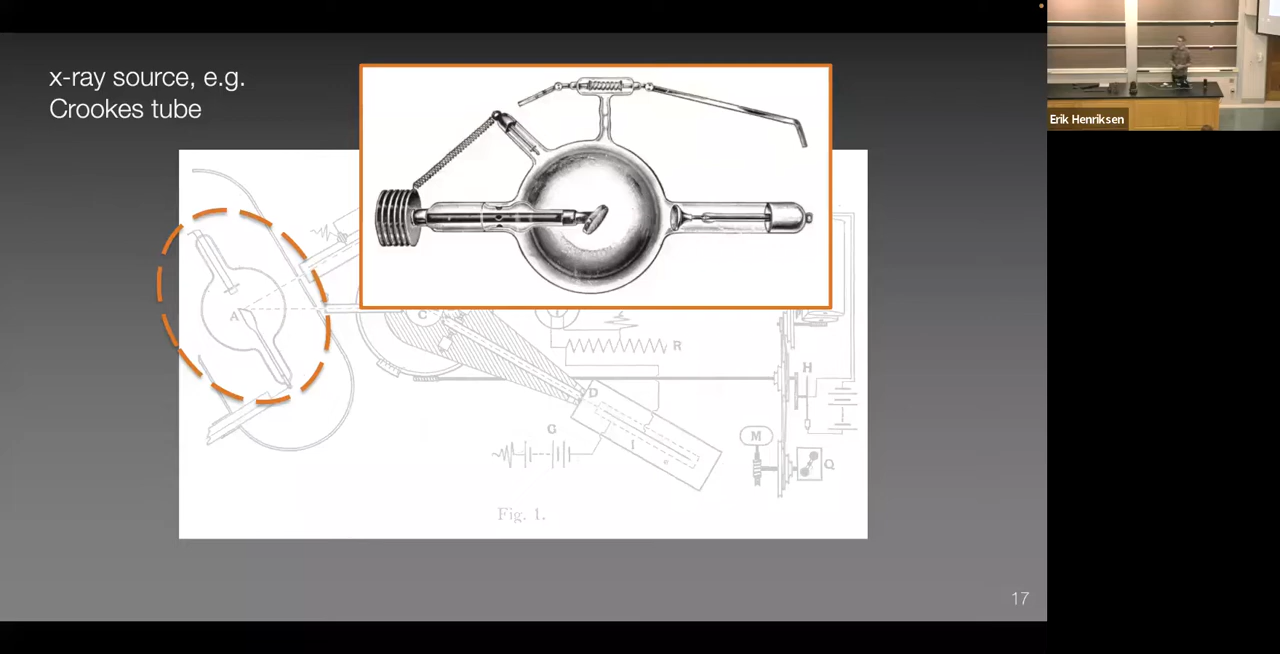 x-ray source, e.g.
Crookes tube
Erik Henriksen
A
C
R
H
D
G
I
M
Q
Fig. 1.
17